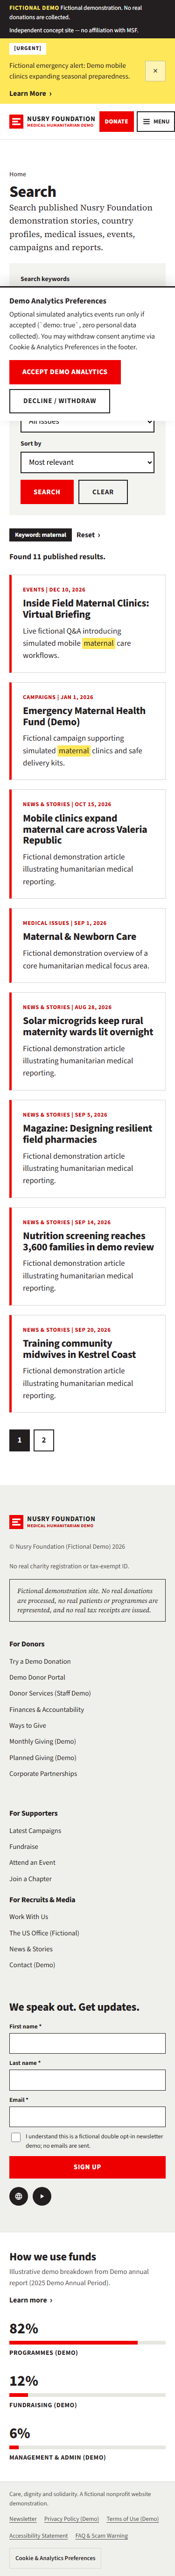 FICTIONAL DEMO Fictional demonstration. No real
donations are collected.
Independent concept site — no affiliation with MSF.
[URGENT]
Fictional emergency alert: Demo mobile
clinics expanding seasonal preparedness.
Learn More ›
×
NUSRY FOUNDATION
MEDICAL HUMANITARIAN DEMO
DONATE
MENU
Home
Search
Search published Nusry Foundation
demonstration stories, country
profiles, medical issues, events,
campaigns and reports.
Search keywords
Demo Analytics Preferences
Optional simulated analytics events run only if
accepted (`demo: true`, zero personal data
collected). You may withdraw consent anytime via
Cookie & Analytics Preferences in the footer.
ACCEPT DEMO ANALYTICS
DECLINE / WITHDRAW
All issues
Sort by
Most relevant
SEARCH
CLEAR
Keyword: maternal
Reset ›
Found 11 published results.
EVENTS | DEC 10, 2026
Inside Field Maternal Clinics:
Virtual Briefing
Live fictional Q&A introducing
simulated mobile maternal care
workflows.
CAMPAIGNS | JAN 1, 2026
Emergency Maternal Health
Fund (Demo)
Fictional campaign supporting
simulated maternal clinics and safe
delivery kits.
NEWS & STORIES | OCT 15, 2026
Mobile clinics expand
maternal care across Valeria
Republic
Fictional demonstration article
illustrating humanitarian medical
reporting.
MEDICAL ISSUES | SEP 1, 2026
Maternal & Newborn Care
Fictional demonstration overview of a
core humanitarian medical focus area.
NEWS & STORIES | AUG 28, 2026
Solar microgrids keep rural
maternity wards lit overnight
Fictional demonstration article
illustrating humanitarian medical
reporting.
NEWS & STORIES | SEP 5, 2026
Magazine: Designing resilient
field pharmacies
Fictional demonstration article
illustrating humanitarian medical
reporting.
NEWS & STORIES | SEP 14, 2026
Nutrition screening reaches
3,600 families in demo review
Fictional demonstration article
illustrating humanitarian medical
reporting.
NEWS & STORIES | SEP 20, 2026
Training community
midwives in Kestrel Coast
Fictional demonstration article
illustrating humanitarian medical
reporting.
1
2
NUSRY FOUNDATION
MEDICAL HUMANITARIAN DEMO
© Nusry Foundation (Fictional Demo) 2026
No real charity registration or tax-exempt ID.
Fictional demonstration site. No real donations
are processed, no real patients or programmes are
represented, and no real tax receipts are issued.
For Donors
Try a Demo Donation
Demo Donor Portal
Donor Services (Staff Demo)
Finances & Accountability
Ways to Give
Monthly Giving (Demo)
Planned Giving (Demo)
Corporate Partnerships
For Supporters
Latest Campaigns
Fundraise
Attend an Event
Join a Chapter
For Recruits & Media
Work With Us
The US Office (Fictional)
News & Stories
Contact (Demo)
We speak out. Get updates.
First name *
Last name *
Email *
I understand this is a fictional double opt-in newsletter
demo; no emails are sent.
SIGN UP
How we use funds
Illustrative demo breakdown from Demo annual
report (2025 Demo Annual Period).
Learn more ›
82%
PROGRAMMES (DEMO)
12%
FUNDRAISING (DEMO)
6%
MANAGEMENT & ADMIN (DEMO)
Care, dignity and solidarity. A fictional nonprofit website
demonstration.
Newsletter Privacy Policy (Demo) Terms of Use (Demo)
Accessibility Statement FAQ & Scam Warning
Cookie & Analytics Preferences